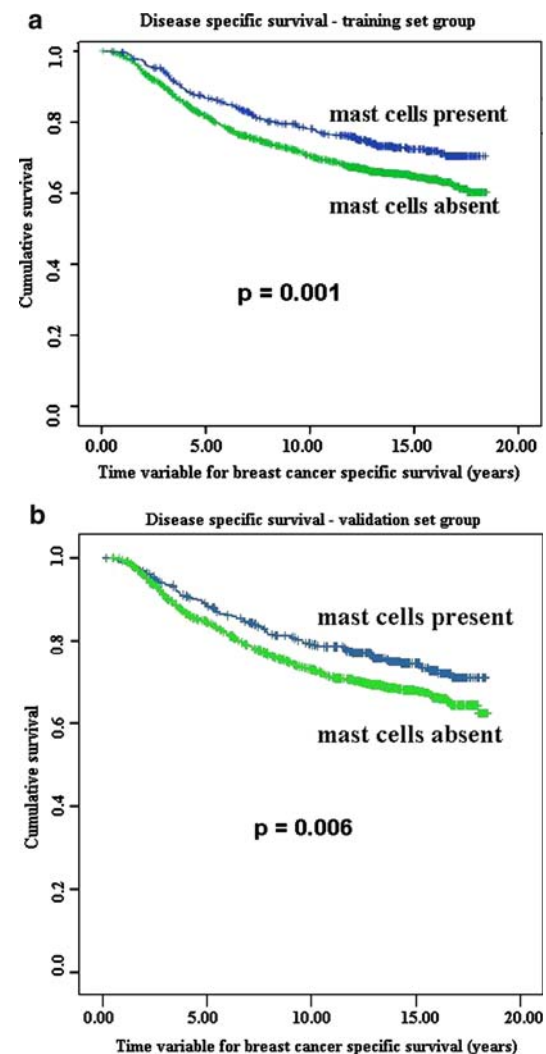 a
Disease specific survival - training set group
Cumulative survival
1.0
0.8
0.6
0.4
0.2
0.0
mast cells present
mast cells absent
p = 0.001
0.00 5.00 10.00 15.00 20.00
Time variable for breast cancer specific survival (years)
b
Disease specific survival - validation set group
Cumulative survival
1.0
0.8
0.6
0.4
0.2
0.0
mast cells present
mast cells absent
p = 0.006
0.00 5.00 10.00 15.00 20.00
Time variable for breast cancer specific survival (years)